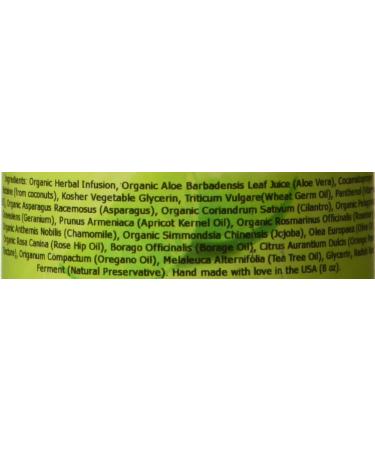 Ingredients: Organic Herbal Infusion, Organic Aloe Barbadensis Leaf Juice (Aloe Vera),
(from coconuts), Kosher Vegetable Glycerin, Triticum Vulgare(Wheat Germ Oil), Panthenol
Organic Asparagus Racemosus (Asparagus), Organic Coriandrum Sativum (Cilantro), Organic
(Geranium), Prunus Armeniaca (Apricot Kernel Oil), Organic Rosmarinus Officinalis
Organic Anthemis Nobilis (Chamomile), Organic Simmondsia Chinensis (Jojoba), Olea Europaea
Organic Rosa Canina (Rose Hip Oil), Borago Officinalis (Borage Oil), Citrus Aurantium Dulcis (Orange
Origanum Compactum (Oregano Oil), Melaleuca Alternifolia (Tea Tree Oil), Glycerin,
Ferment (Natural Preservative). Hand made with love in the USA (8 oz).